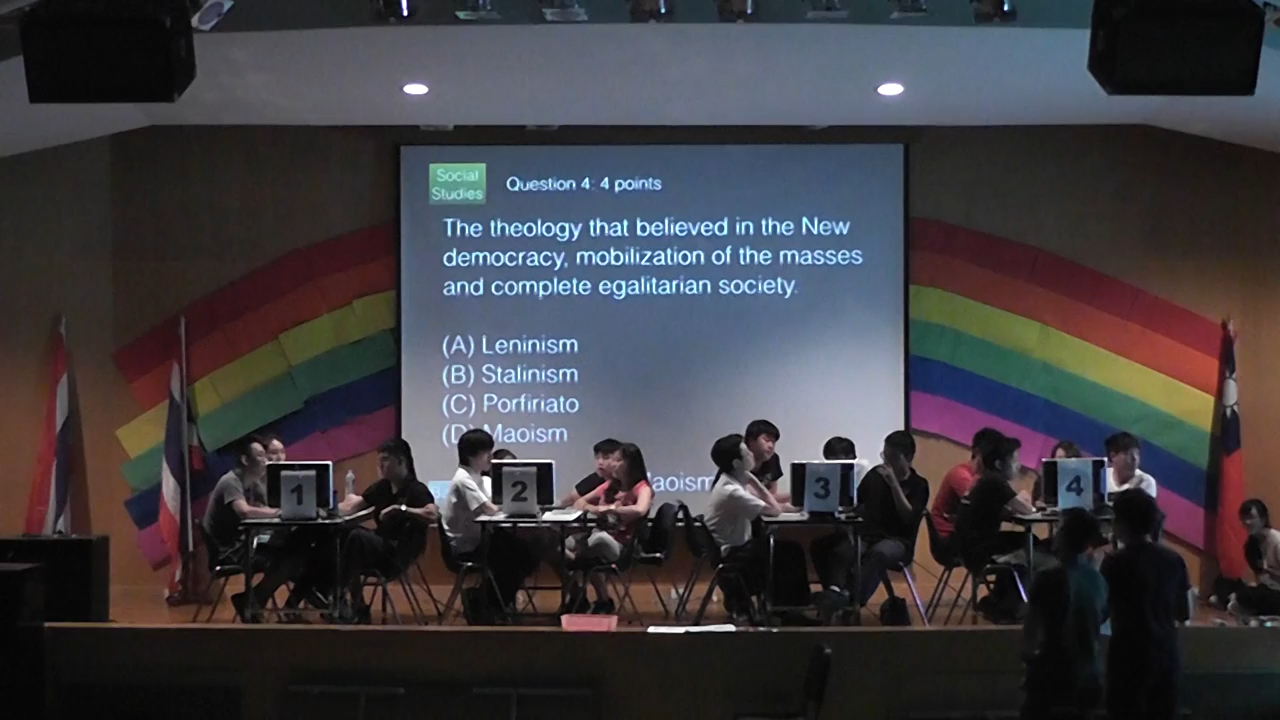 Social
Studies
Question 4: 4 points
The theology that believed in the New
democracy, mobilization of the masses
and complete egalitarian society.
(A) Leninism
(B) Stalinism
(C) Porfiriato
(D) Maoism
Maoism
1
2
3
4